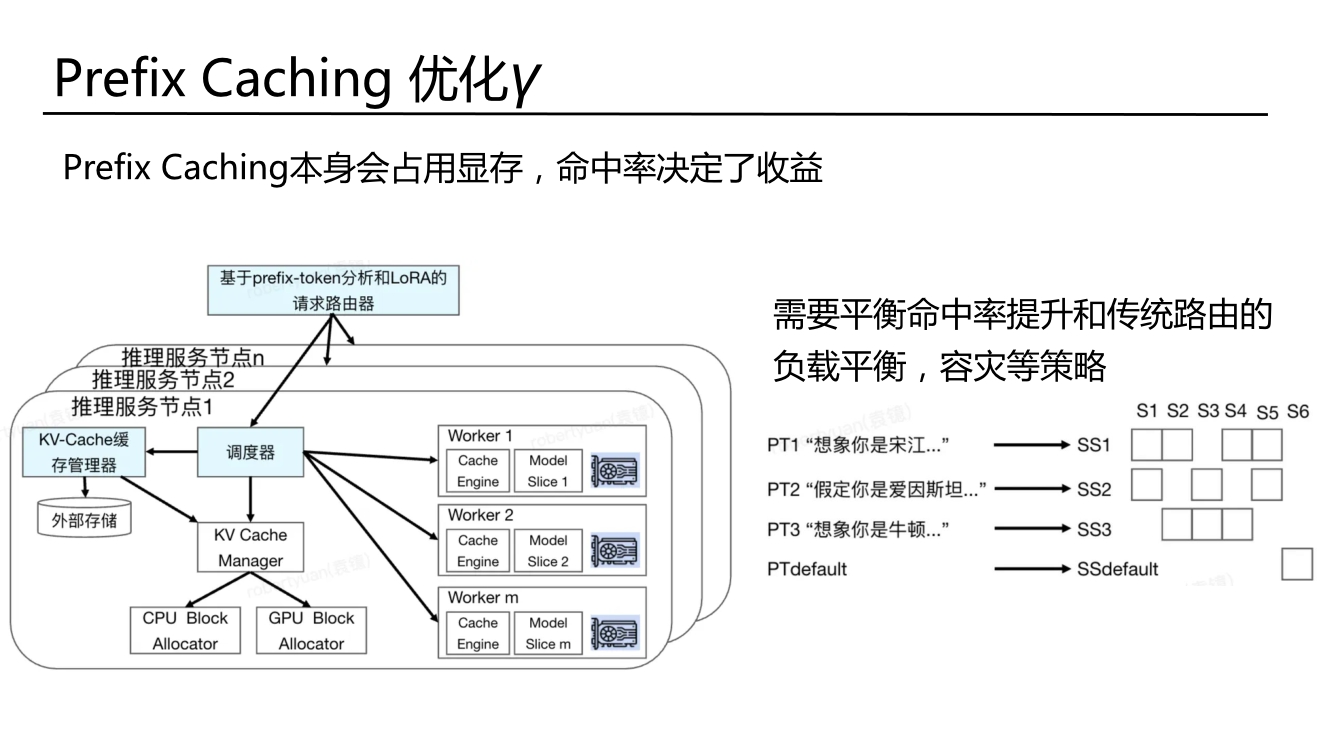 Prefix Caching 优化γ
Prefix Caching本身会占用显存，命中率决定了收益
基于prefix-token分析和LoRA的
请求路由器
推理服务节点n
推理服务节点2
推理服务节点1
KV-Cache缓
存管理器
外部存储
调度器
KV Cache
Manager
CPU Block
Allocator
GPU Block
Allocator
Worker 1
Cache
Engine
Model
Slice 1
Worker 2
Cache
Engine
Model
Slice 2
Worker m
Cache
Engine
Model
Slice m
需要平衡命中率提升和传统路由的
负载平衡，容灾等策略
S1 S2 S3 S4 S5 S6
PT1 “想象你是宋江...” SS1
PT2 “假定你是爱因斯坦...” SS2
PT3 “想象你是牛顿...” SS3
PTdefault SSdefault
robertyuan(袁镱)